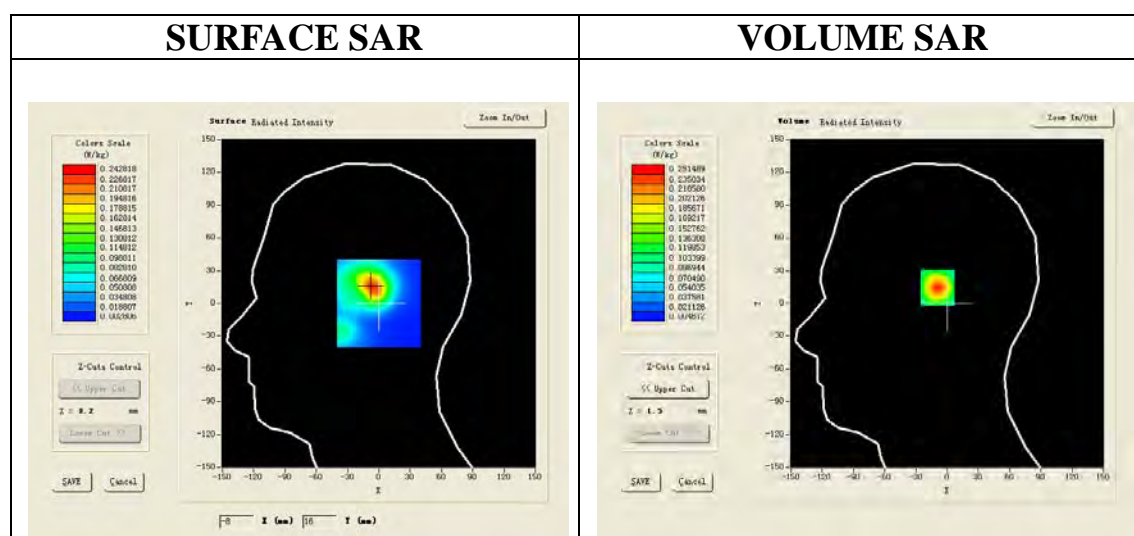 SURFACE SAR
VOLUME SAR
Surface Radiated Intensity
Zoom In/Out
Colors Scale
(W/kg)
0.242818
0.226817
0.210817
0.194816
0.178815
0.162814
0.146813
0.130812
0.114812
0.098811
0.082810
0.066809
0.050808
0.034808
0.018807
0.002806
150
120
90
60
30
0
-30
-60
-90
-120
-150
-150 -120 -90 -60 -30 0 30 60 90 120 150
Z-Cuts Control
<< Upper Cut
mm
Lower Cut >>
SAVE
Cancel
-8 X (mm) 16 Y (mm)
Volume Radiated Intensity
Zoom In/Out
Colors Scale
(W/kg)
0.251489
0.235034
0.218580
0.202126
0.185671
0.169217
0.152762
0.136308
0.119853
0.103399
0.086944
0.070490
0.054035
0.037581
0.021126
0.004672
150
120
90
60
30
0
-30
-60
-90
-120
-150
-150 -120 -90 -60 -30 0 30 60 90 120 150
Z-Cuts Control
<< Upper Cut
mm
SAVE
Cancel